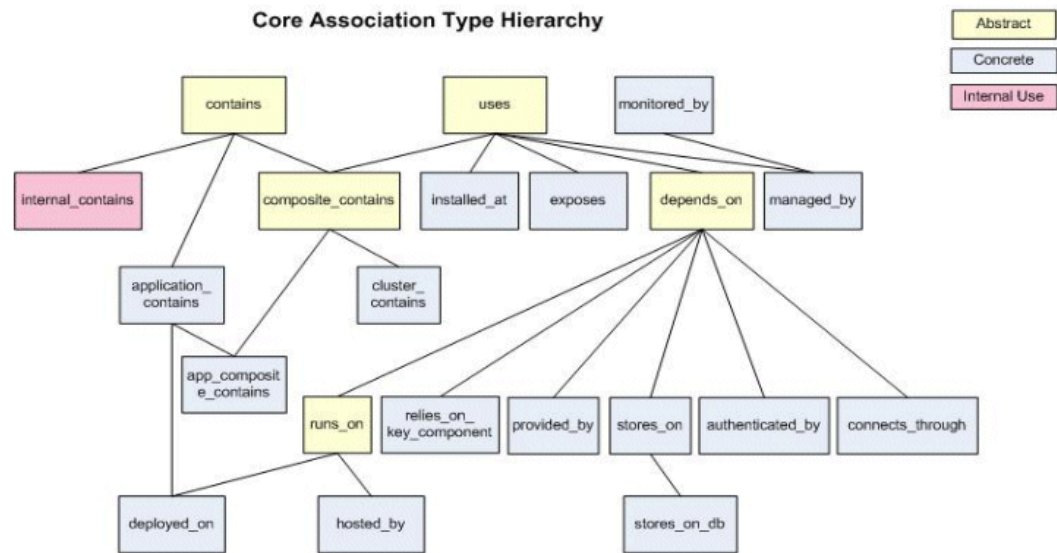 Core Association Type Hierarchy
Abstract
Concrete
Internal Use
contains
uses
monitored_by
internal_contains
composite_contains
installed_at
exposes
depends_on
managed_by
application_
contains
cluster_
contains
app_composit
e_contains
runs_on
relies_on_
key_component
provided_by
stores_on
authenticated_by
connects_through
deployed_on
hosted_by
stores_on_db